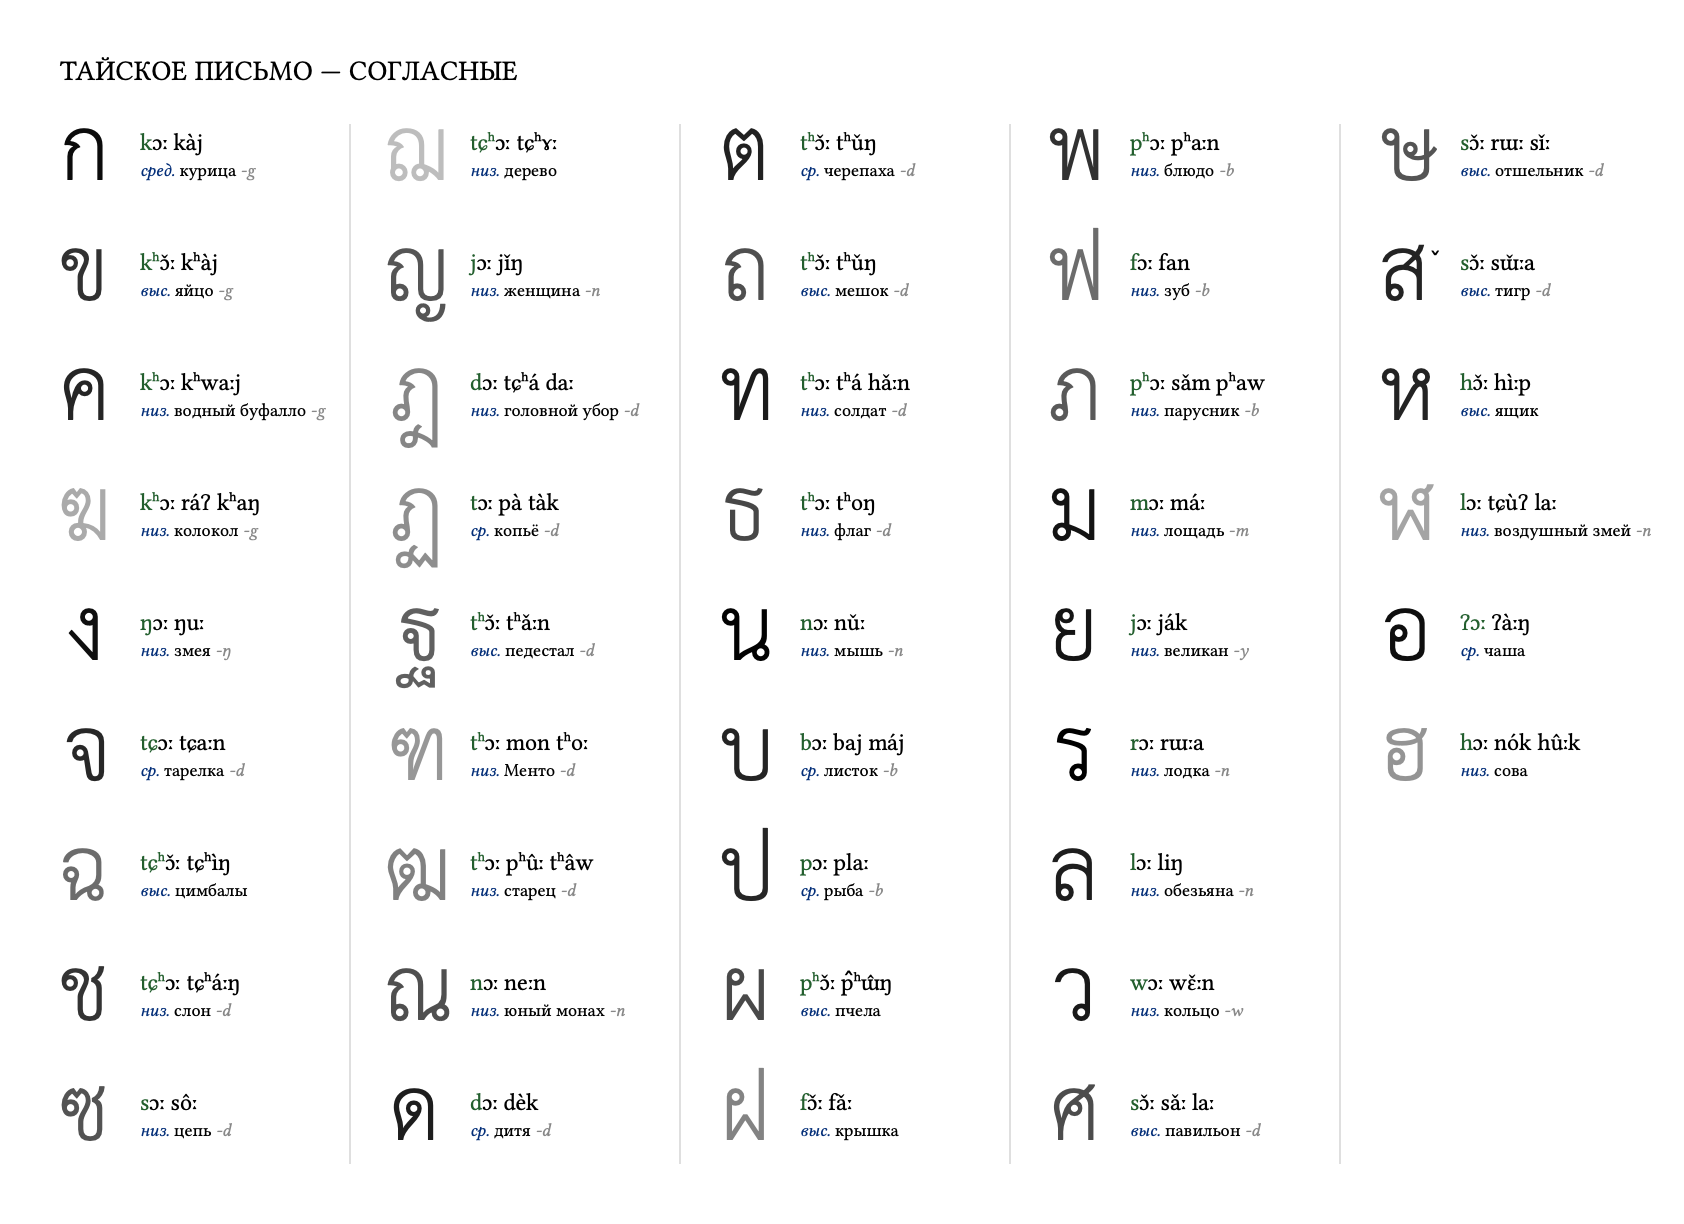 ТАЙСКОЕ ПИСЬМО — СОГЛАСНЫЕ
ก kɔː kàj
сред. курица -g
ข kʰɔ̌ː kʰàj
выс. яйцо -g
ค kʰɔː kʰwaːj
низ. водный буфалло -g
ฆ kʰɔː ráʔ kʰaŋ
низ. колокол -g
ง ŋɔː ŋuː
низ. змея -ŋ
จ tɕɔː tɕaːn
ср. тарелка -d
ฉ tɕʰɔ̌ː tɕʰìŋ
выс. цимбалы
ช tɕʰɔː tɕʰáːŋ
низ. слон -d
ซ sɔː sôː
низ. цепь -d
ฌ tɕʰɔː tɕʰɤː
низ. дерево
ญ jɔː jǐŋ
низ. женщина -n
ฎ dɔː tɕʰá daː
низ. головной убор -d
ฏ tɔː pà tàk
ср. копьё -d
ฐ tʰɔ̌ː tʰǎːn
выс. педестал -d
ฑ tʰɔː mon tʰoː
низ. Менто -d
ฒ tʰɔː pʰûː tʰâw
низ. старец -d
ณ nɔː neːn
низ. юный монах -n
ด dɔː dèk
ср. дитя -d
ต tʰɔ̌ː tʰǔŋ
ср. черепаха -d
ถ tʰɔ̌ː tʰǔŋ
выс. мешок -d
ท tʰɔː tʰá hǎːn
низ. солдат -d
ธ tʰɔː tʰoŋ
низ. флаг -d
น nɔː nǔː
низ. мышь -n
บ bɔː baj máj
ср. листок -b
ป pɔː plaː
ср. рыба -b
ผ pʰɔ̌ː p̂ʰɯ̂ŋ
выс. пчела
ฝ fɔ̌ː fǎː
выс. крышка
พ pʰɔː pʰaːn
низ. блюдо -b
ฟ fɔː fan
низ. зуб -b
ภ pʰɔː sǎm pʰaw
низ. парусник -b
ม mɔː máː
низ. лощадь -m
ย jɔː ják
низ. великан -y
ร rɔː rɯːa
низ. лодка -n
ล lɔː liŋ
низ. обезьяна -n
ว wɔː wɛ̌ːn
низ. кольцо -w
ศ sɔ̌ː sǎː laː
выс. павильон -d
ษ sɔ̌ː rɯː sǐː
выс. отшельник -d
สˇ sɔ̌ː sɯ̌ːa
выс. тигр -d
ห hɔ̌ː hìːp
выс. ящик
ฬ lɔː tɕùʔ laː
низ. воздушный змей -n
อ ʔɔː ʔàːŋ
ср. чаша
ฮ hɔː nók hûːk
низ. сова